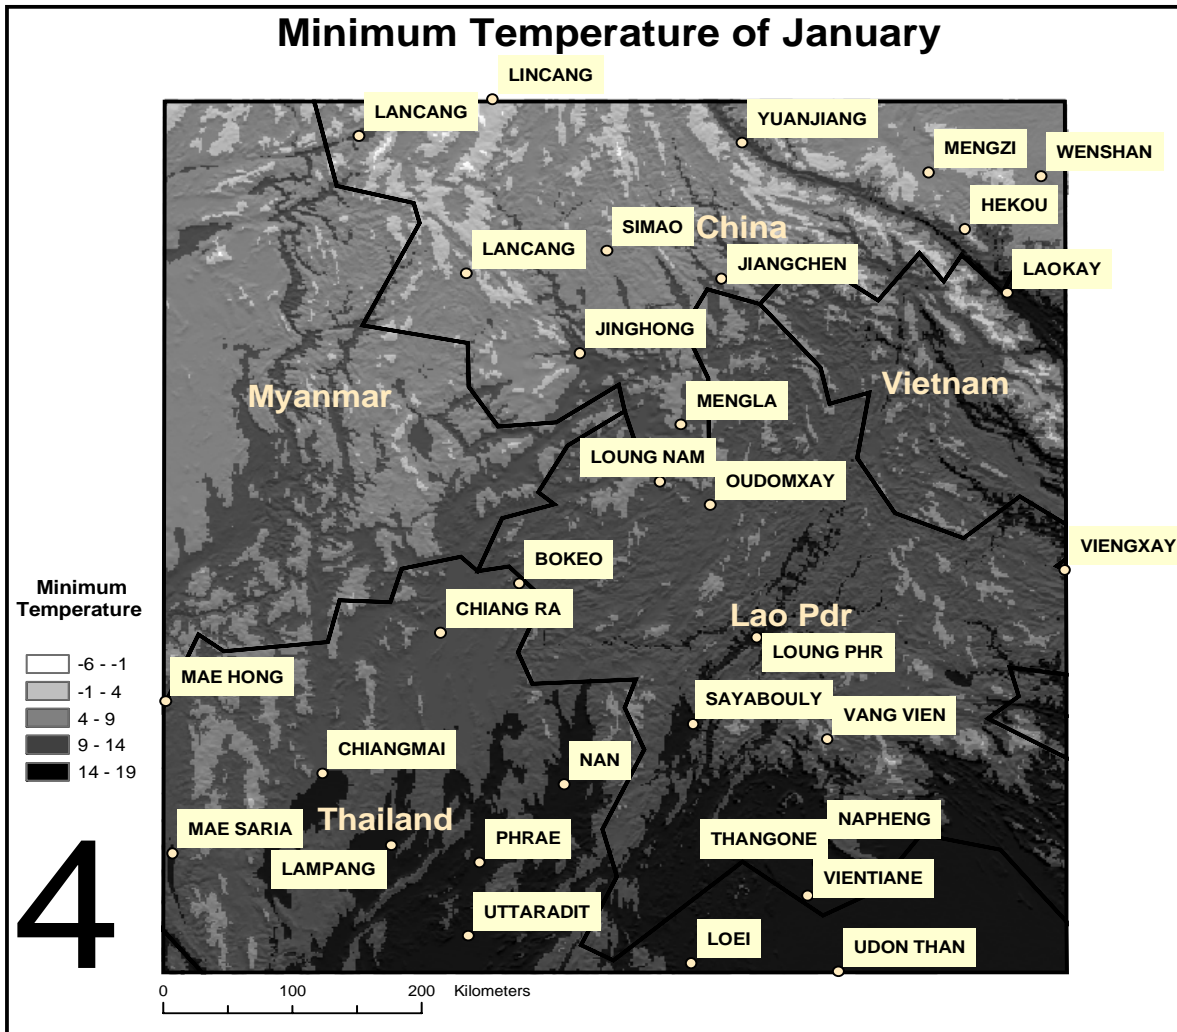 Minimum Temperature of January
LINCANG
LANCANG
YUANJIANG
MENGZI
WENSHAN
HEKOU
SIMAO
China
LANCANG
JIANGCHEN
LAOKAY
JINGHONG
Myanmar
Vietnam
MENGLA
LOUNG NAM
OUDOMXAY
VIENGXAY
BOKEO
Minimum
Temperature
CHIANG RA
Lao Pdr
LOUNG PHR
-6 - -1
-1 - 4
4 - 9
9 - 14
14 - 19
MAE HONG
SAYABOULY
VANG VIEN
CHIANGMAI
NAN
Thailand
NAPHENG
MAE SARIA
PHRAE
THANGONE
LAMPANG
VIENTIANE
4
UTTARADIT
LOEI
UDON THAN
0 100 200 Kilometers